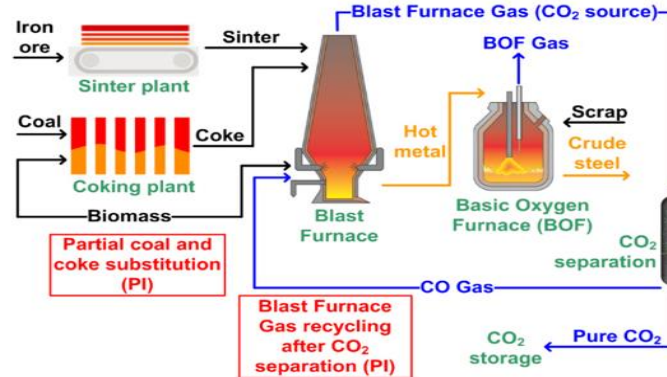 Blast Furnace Gas (CO₂ source)
Iron
ore
Sinter
BOF Gas
Sinter plant
Coal
Coke
Scrap
Hot
metal
Crude
steel
Coking plant
Biomass
Blast
Furnace
Basic Oxygen
Furnace (BOF)
CO₂
separation
Partial coal and
coke substitution
(PI)
CO Gas
Blast Furnace
Gas recycling
after CO₂
separation (PI)
CO₂
storage
Pure CO₂